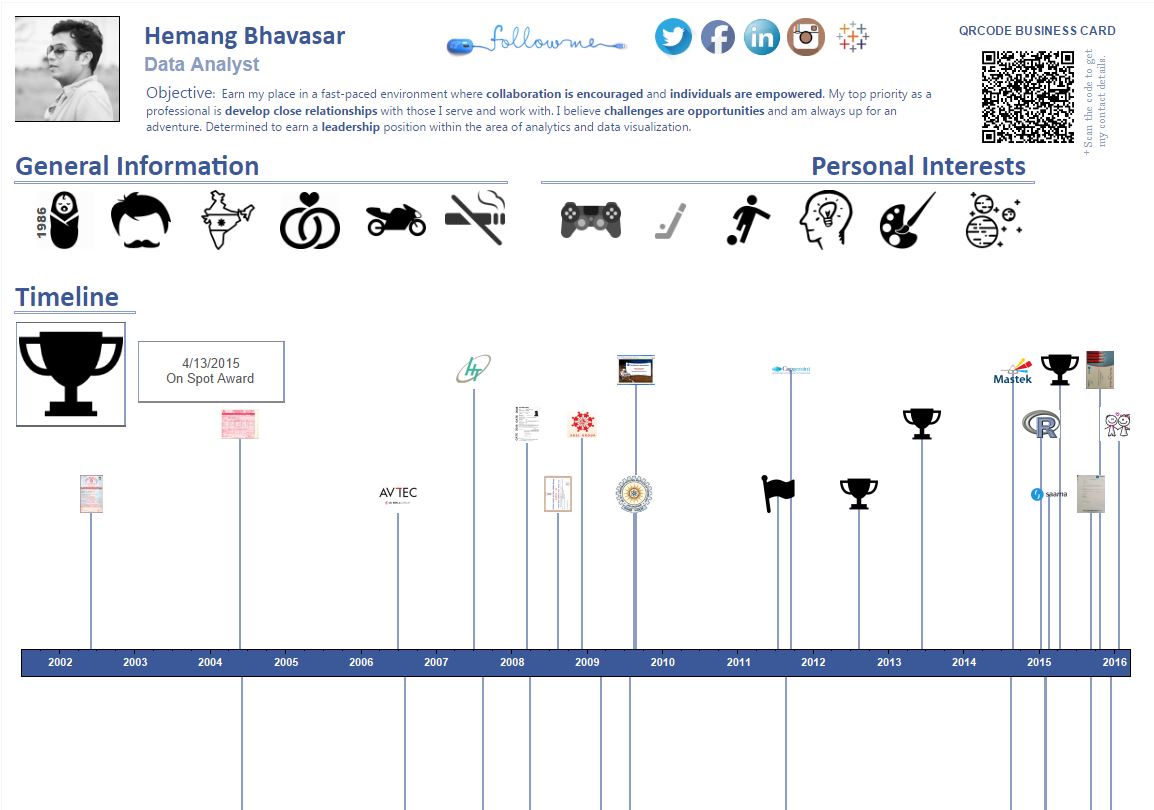 Hemang Bhavasar
Data Analyst
follow me
in
QRCODE BUSINESS CARD
+ Scan the code to get
my contact details.
Objective: Earn my place in a fast-paced environment where collaboration is encouraged and individuals are empowered. My top priority as a
professional is develop close relationships with those I serve and work with. I believe challenges are opportunities and am always up for an
adventure. Determined to earn a leadership position within the area of analytics and data visualization.
General Information
Personal Interests
1986
Timeline
4/13/2015
On Spot Award
HT
Capgemini
Mastek
R
AVTEC
saama
2002 2003 2004 2005 2006 2007 2008 2009 2010 2011 2012 2013 2014 2015 2016